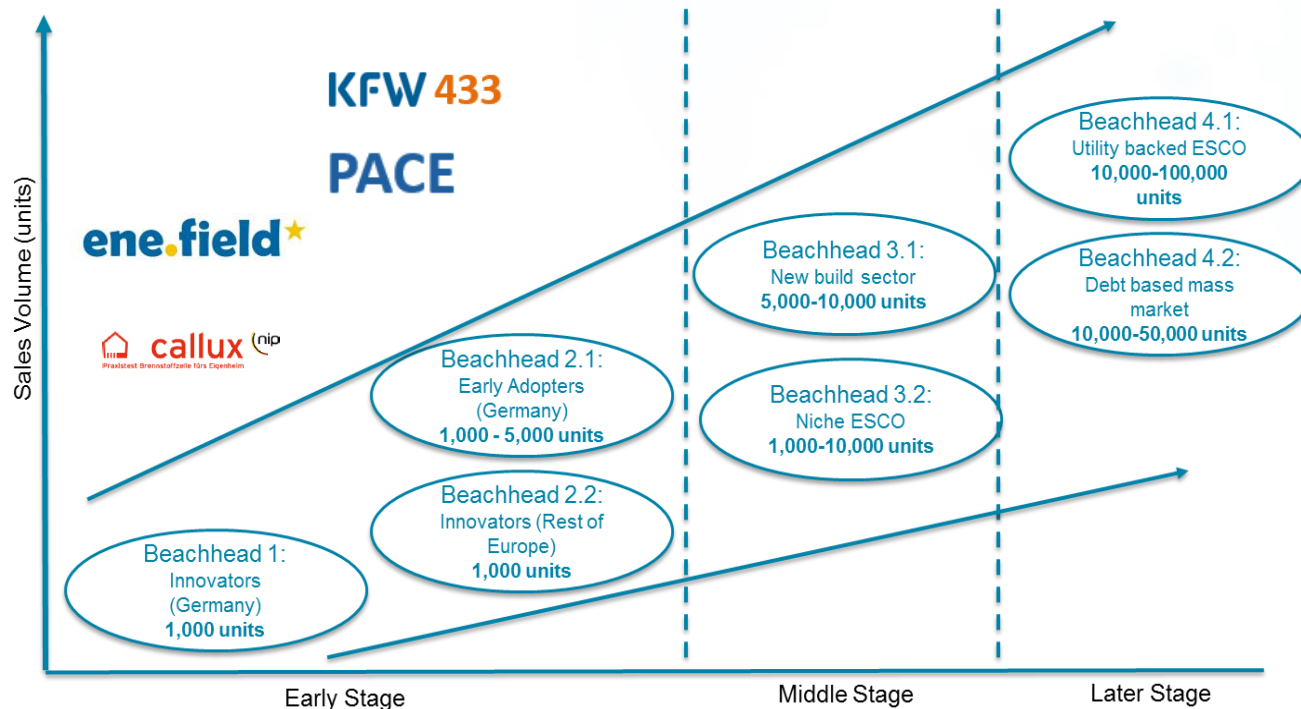 Sales Volume (units)
KFW 433
PACE
ene.field
callux
nip
Praxistest Brennstoffzelle fürs Eigenheim
Beachhead 1:
Innovators
(Germany)
1,000 units
Beachhead 2.1:
Early Adopters
(Germany)
1,000 - 5,000 units
Beachhead 2.2:
Innovators (Rest of
Europe)
1,000 units
Beachhead 3.1:
New build sector
5,000-10,000 units
Beachhead 3.2:
Niche ESCO
1,000-10,000 units
Beachhead 4.1:
Utility backed ESCO
10,000-100,000
units
Beachhead 4.2:
Debt based mass
market
10,000-50,000 units
Early Stage
Middle Stage
Later Stage